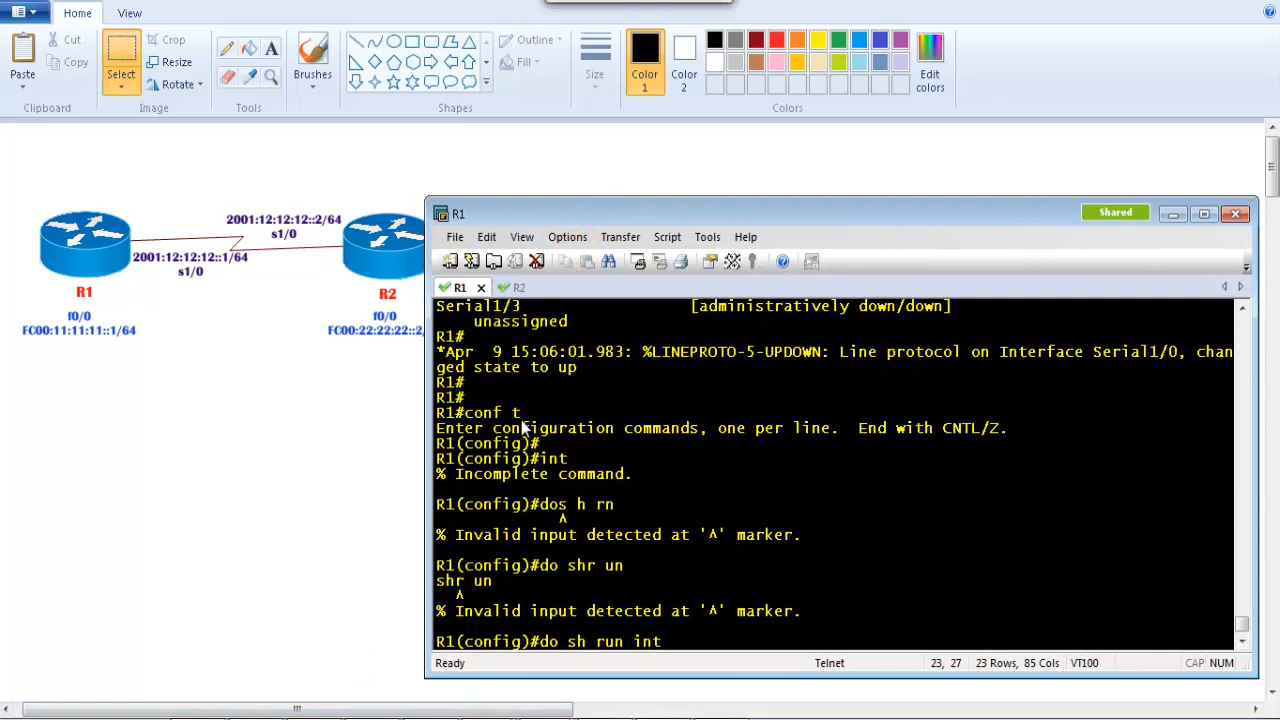 Home
View
Paste
Cut
Copy
Clipboard
Select
Crop
Resize
Rotate
Image
Tools
Brushes
Shapes
Outline
Fill
Size
Color
1
Color
2
Edit
colors
Colors
2001:12:12:12::2/64
s1/0
2001:12:12:12::1/64
s1/0
R1
f0/0
FC00:11:11:11::1/64
R2
f0/0
FC00:22:22:22::2/
R1
Shared
File Edit View Options Transfer Script Tools Help
R1
R2
Serial1/3 [administratively down/down]
unassigned
R1#
*Apr 9 15:06:01.983: %LINEPROTO-5-UPDOWN: Line protocol on Interface Serial1/0, chan
ged state to up
R1#
R1#
R1#conf t
Enter configuration commands, one per line. End with CNTL/Z.
R1(config)#
R1(config)#int
% Incomplete command.
R1(config)#dos h rn
^
% Invalid input detected at '^' marker.
R1(config)#do shr un
shr un
^
% Invalid input detected at '^' marker.
R1(config)#do sh run int
Ready Telnet 23, 27 23 Rows, 85 Cols VT100 CAP NUM